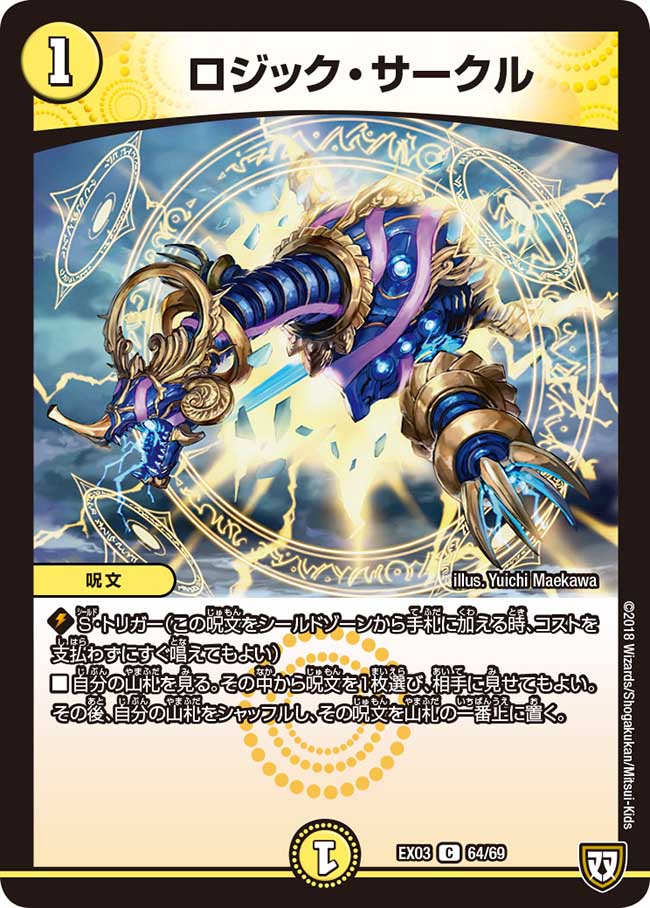 1
ロジック・サークル
呪文
illus. Yuichi Maekawa
S・トリガー(この呪文をシールドゾーンから手札に加える時、コストを
支払わずにすぐ唱えてもよい)
■自分の山札を見る。その中から呪文を1枚選び、相手に見せてもよい。
その後、自分の山札をシャッフルし、その呪文を山札の一番上に置く。
©2018 Wizards/Shogakukan/Mitsui-Kids
1
EX03 C 64/69